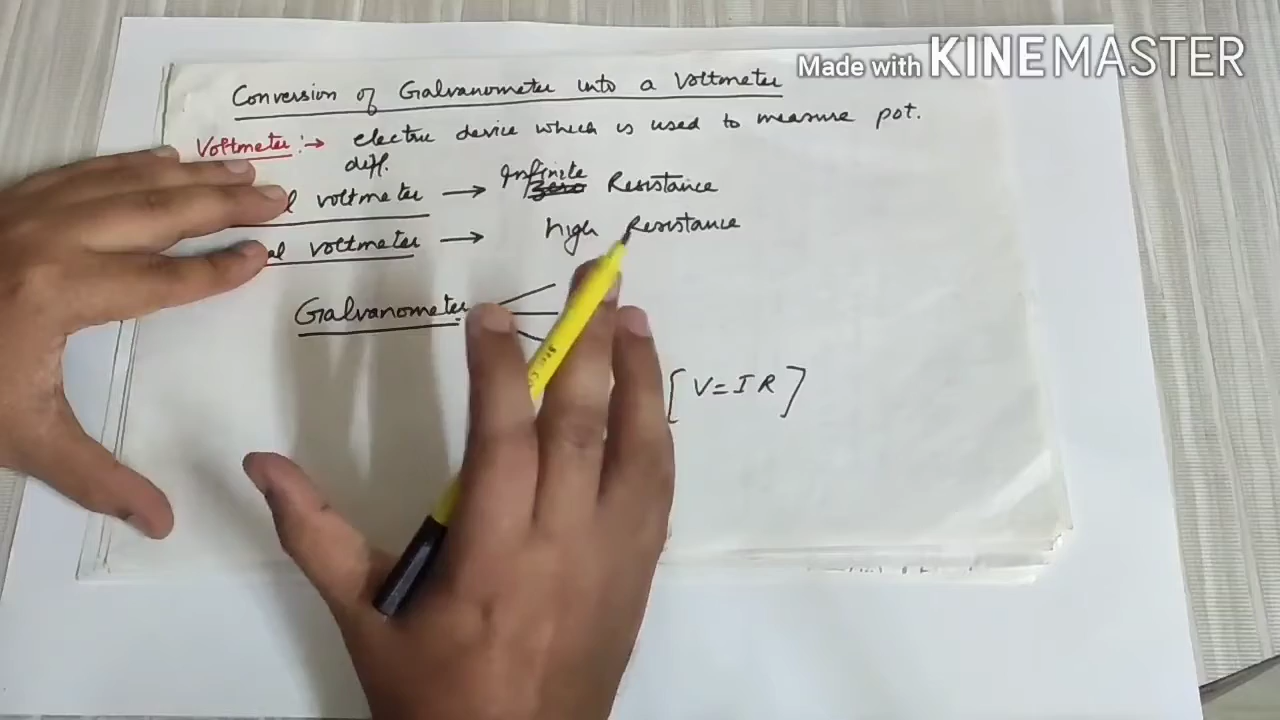 Made with KINEMASTER
Conversion of Galvanometer into a Voltmeter
Voltmeter :→ electric device which is used to measure pot.
diff.
voltmeter → Infinite Resistance
voltmeter → high Resistance
Galvanometer
[V=IR]